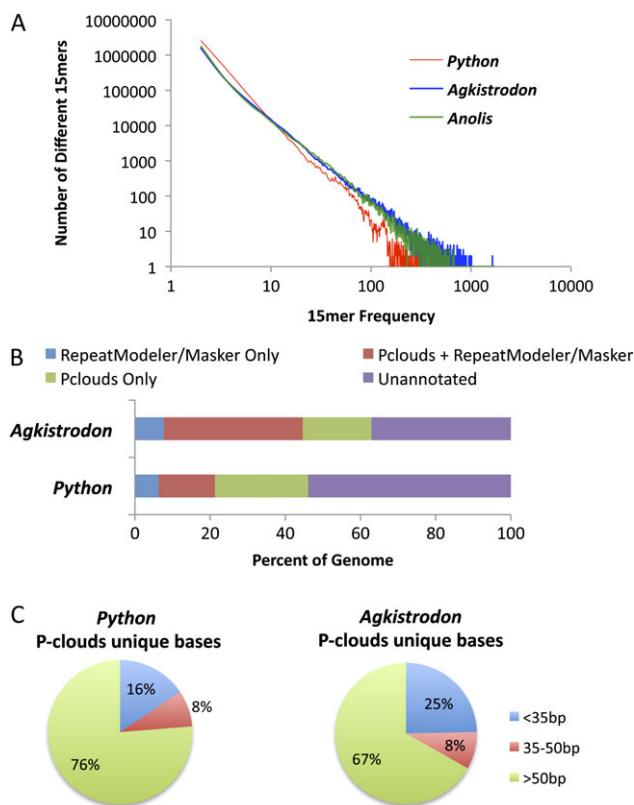 A
10000000
1000000
100000
10000
1000
100
10
1
Number of Different 15mers
Python
Agkistrodon
Anolis
1 10 100 1000 10000
15mer Frequency
B
RepeatModeler/Masker Only
Pclouds + RepeatModeler/Masker
Pclouds Only
Unannotated
Agkistrodon
Python
0 20 40 60 80 100
Percent of Genome
C
Python
P-clouds unique bases
16%
8%
76%
Agkistrodon
P-clouds unique bases
25%
8%
67%
<35bp
35-50bp
>50bp